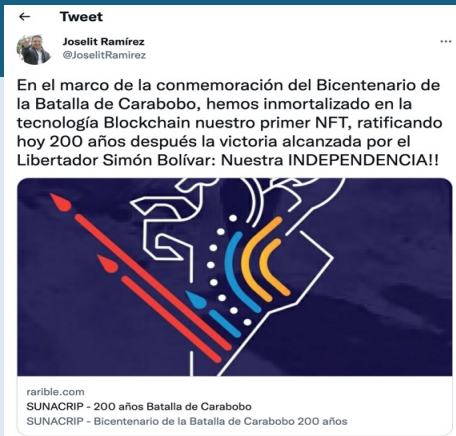 Tweet
Joselit Ramírez
@JoselitRamirez
En el marco de la conmemoración del Bicentenario de
la Batalla de Carabobo, hemos inmortalizado en la
tecnología Blockchain nuestro primer NFT, ratificando
hoy 200 años después la victoria alcanzada por el
Libertador Simón Bolívar: Nuestra INDEPENDENCIA!!
rarible.com
SUNACRIP - 200 años Batalla de Carabobo
SUNACRIP - Bicentenario de la Batalla de Carabobo 200 años